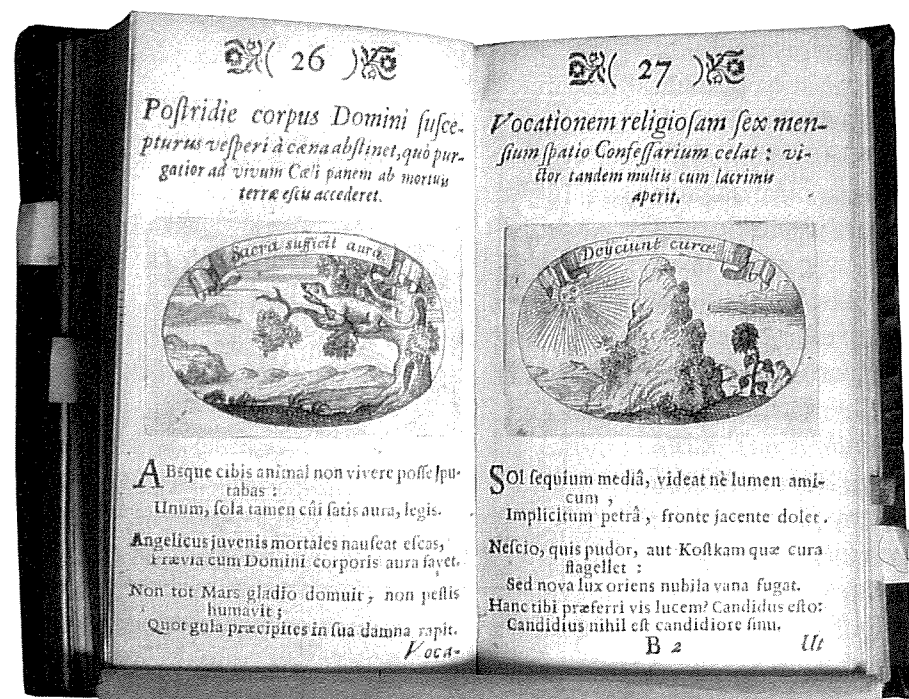 ( 26 )
Poſtridie corpus Domini ſuſce-
pturus veſperi à cæna abſtinet, quò pur-
gatior ad vivum Cæli panem ab mortuis
terræ eſcis accederet.
Sacra sufficit aura
ABsque cibis animal non vivere poſſe ſpu-
tabas :
Unum, ſola tamen cûi ſatis aura, legis.
Angelicus juvenis mortales nauſeat eſcas,
Prævia cum Domini corporis aura favet.
Non tot Mars gladio domuit, non peſtis
humavit ;
Quot gula præcipites in ſua damna rapit.
Voca-
( 27 )
Vocationem religioſam ſex men-
ſium ſpatio Confeſſarium celat : vi-
ctor tandem multis cum lacrimis
aperit.
Deijciunt curæ
SOl ſequium mediâ, videat nè lumen ami-
cum ,
Implicitum petrâ , fronte jacente dolet .
Neſcio, quis pudor, aut Koſtkam quæ cura
flagellet :
Sed nova lux oriens nubila vana fugat.
Hanc tibi præferri vis lucem? Candidus eſto:
Candidius nihil eſt candidiore ſinu.
B 2
Ut